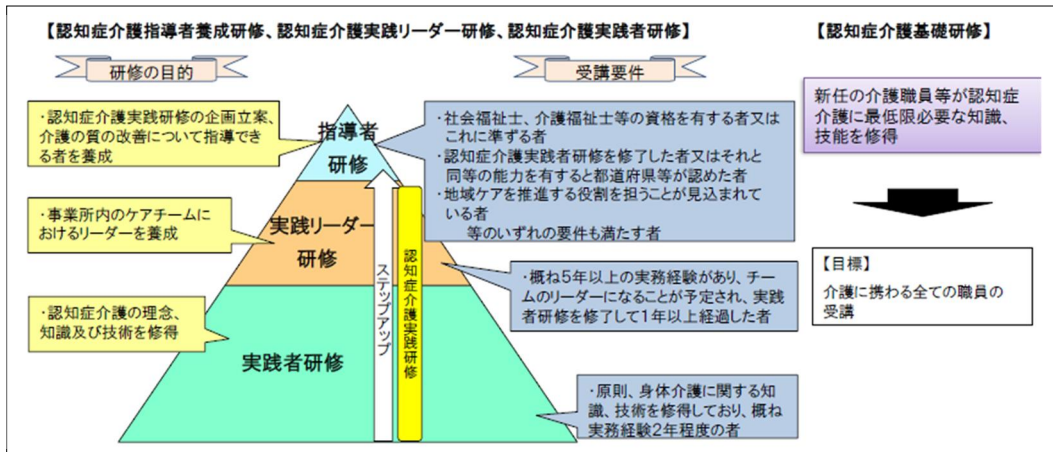 【認知症介護指導者養成研修、認知症介護実践リーダー研修、認知症介護実践者研修】
研修の目的
受講要件
・認知症介護実践研修の企画立案、
介護の質の改善について指導でき
る者を養成
指導者
研修
・社会福祉士、介護福祉士等の資格を有する者又は
これに準ずる者
・認知症介護実践者研修を修了した者又はそれと
同等の能力を有すると都道府県等が認めた者
・地域ケアを推進する役割を担うことが見込まれて
いる者
等のいずれの要件も満たす者
・事業所内のケアチームに
おけるリーダーを養成
実践リーダー
研修
・概ね5年以上の実務経験があり、チー
ムのリーダーになることが予定され、実践
者研修を修了して1年以上経過した者
・認知症介護の理念、
知識及び技術を修得
実践者研修
ステップアップ
認知症介護実践研修
・原則、身体介護に関する知
識、技術を修得しており、概ね
実務経験2年程度の者
【認知症介護基礎研修】
新任の介護職員等が認知症
介護に最低限必要な知識、
技能を修得
【目標】
介護に携わる全ての職員の
受講